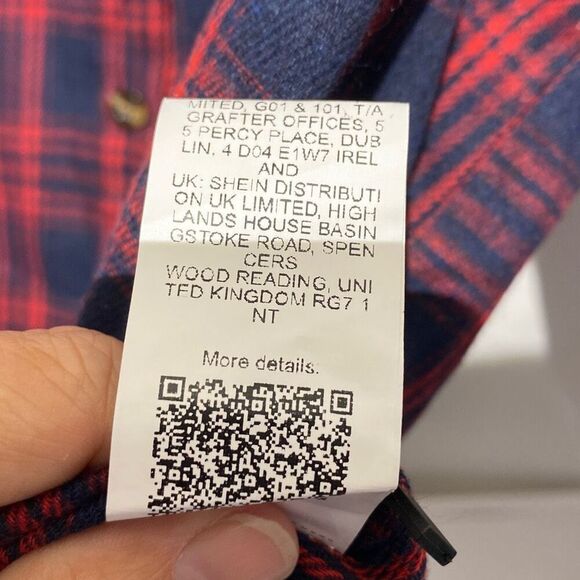 MITED, G01 & 101, T/A
GRAFTER OFFICES, 5
5 PERCY PLACE, DUB
LIN, 4 D04 E1W7 IREL
AND
UK: SHEIN DISTRIBUTI
ON UK LIMITED, HIGH
LANDS HOUSE BASIN
GSTOKE ROAD, SPEN
CERS
WOOD READING, UNI
TED KINGDOM RG7 1
NT
More details: